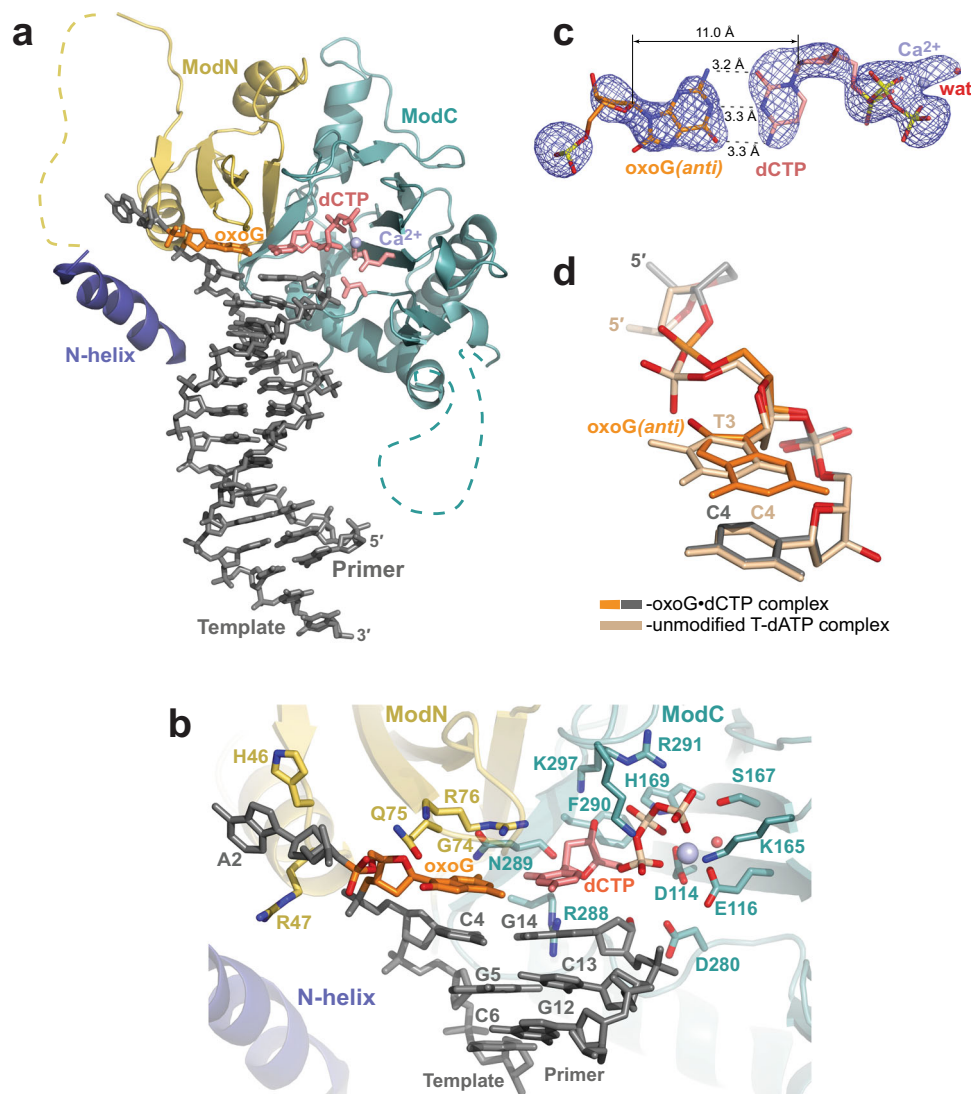 a
ModN
ModC
dCTP
oxoG
Ca²⁺
N-helix
5′
Primer
Template
3′
c
11.0 Å
3.2 Å
Ca²⁺
wat
3.3 Å
3.3 Å
oxoG(anti)
dCTP
d
5′
5′
oxoG(anti)
T3
C4 C4
-oxoG•dCTP complex
-unmodified T-dATP complex
b
ModN
ModC
H46
K297
R291
H169
S167
Q75
R76
F290
G74
N289
K165
A2
oxoG
dCTP
D114
E116
R47
C4
G14
R288
D280
G5
C13
N-helix
C6
G12
Template
Primer